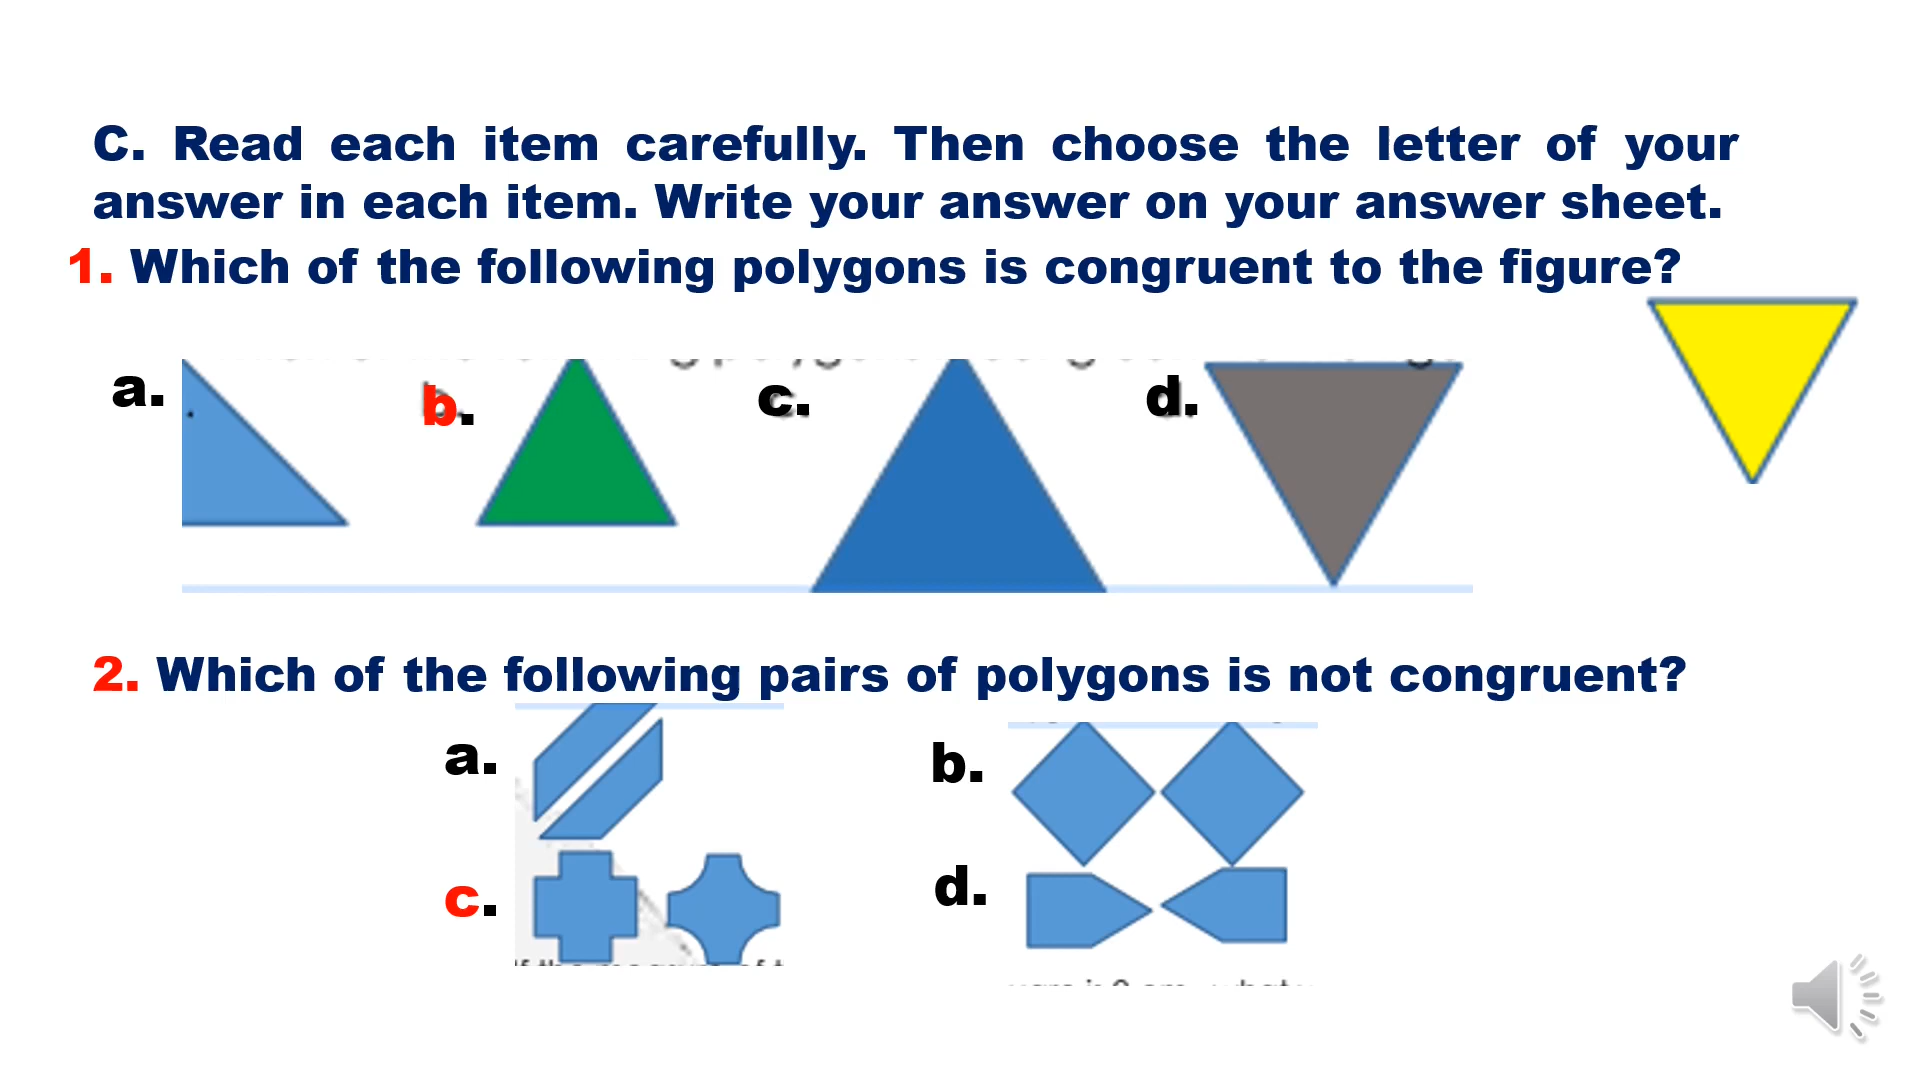 C. Read each item carefully. Then choose the letter of your
answer in each item. Write your answer on your answer sheet.
1. Which of the following polygons is congruent to the figure?
a. b. c. d.
2. Which of the following pairs of polygons is not congruent?
a. b.
c. d.